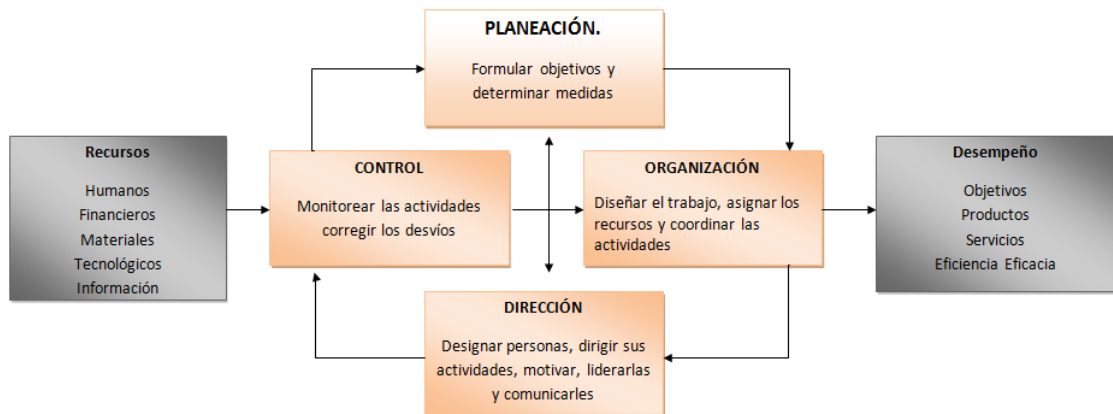 PLANEACIÓN.
Formular objetivos y
determinar medidas
Recursos
Humanos
Financieros
Materiales
Tecnológicos
Información
CONTROL
Monitorear las actividades
corregir los desvíos
ORGANIZACIÓN
Diseñar el trabajo, asignar los
recursos y coordinar las
actividades
Desempeño
Objetivos
Productos
Servicios
Eficiencia Eficacia
DIRECCIÓN
Designar personas, dirigir sus
actividades, motivar, liderarlas
y comunicarles